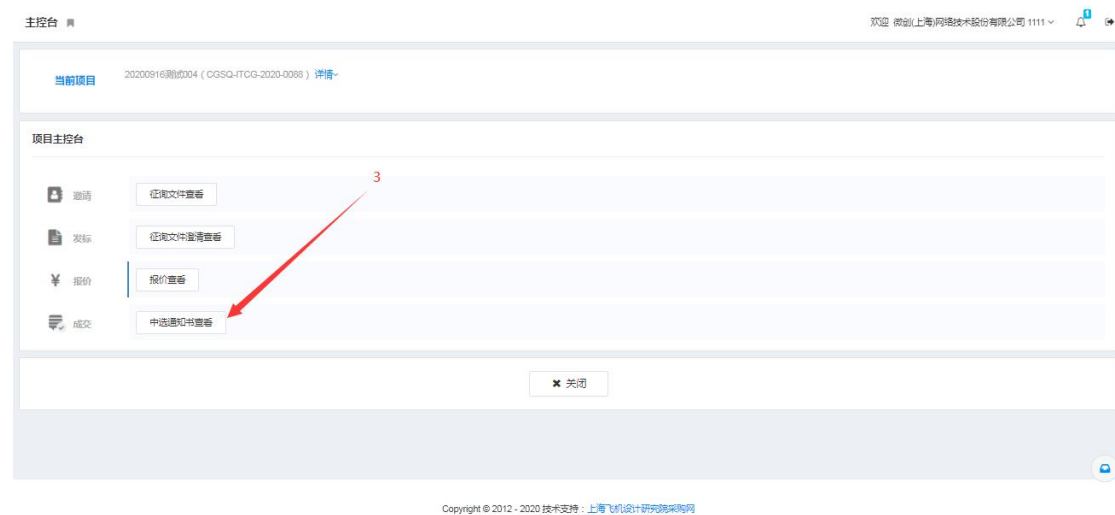 主控台
欢迎 微创(上海)网络技术股份有限公司 1111
1
当前项目 20200916测试004 ( CGSQ-ITCG-2020-0088 ) 详情
项目主控台
3
邀请 征询文件查看
发标 征询文件澄清查看
¥ 报价 报价查看
成交 中选通知书查看
✖ 关闭
Copyright © 2012 - 2020 技术支持：上海飞机设计研究院采购网